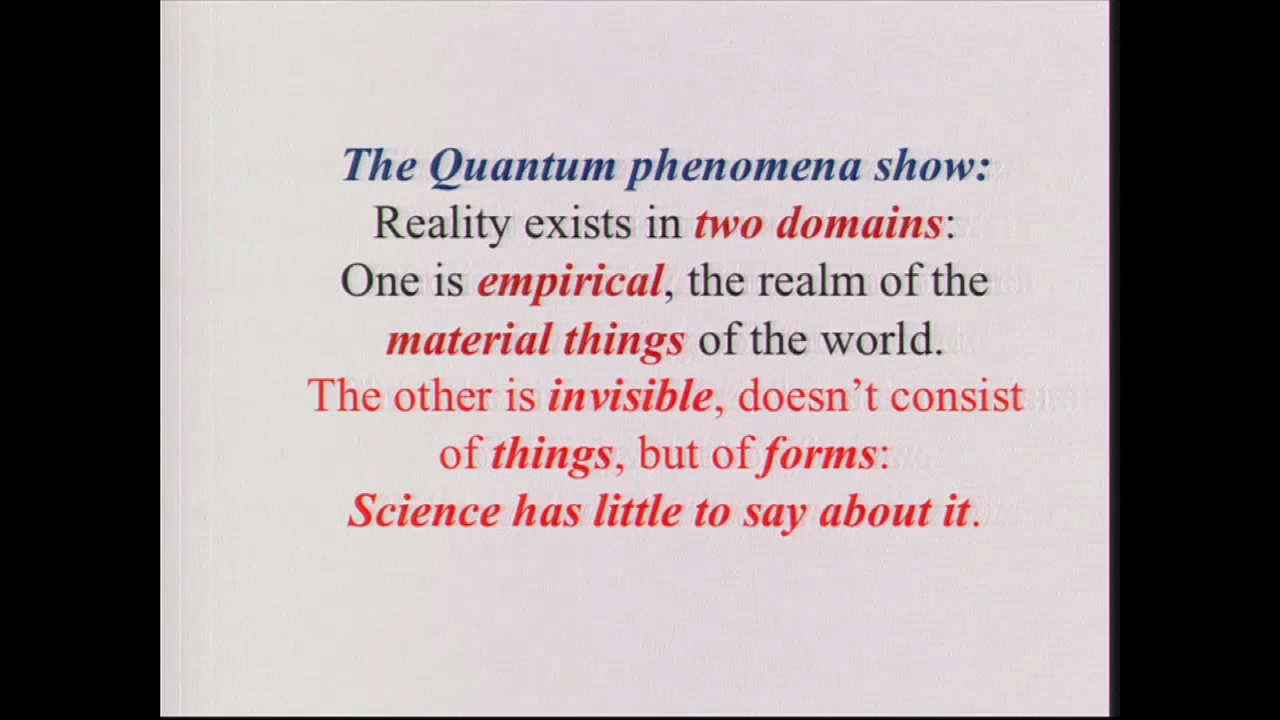 The Quantum phenomena show:
Reality exists in two domains:
One is empirical, the realm of the
material things of the world.
The other is invisible, doesn’t consist
of things, but of forms:
Science has little to say about it.